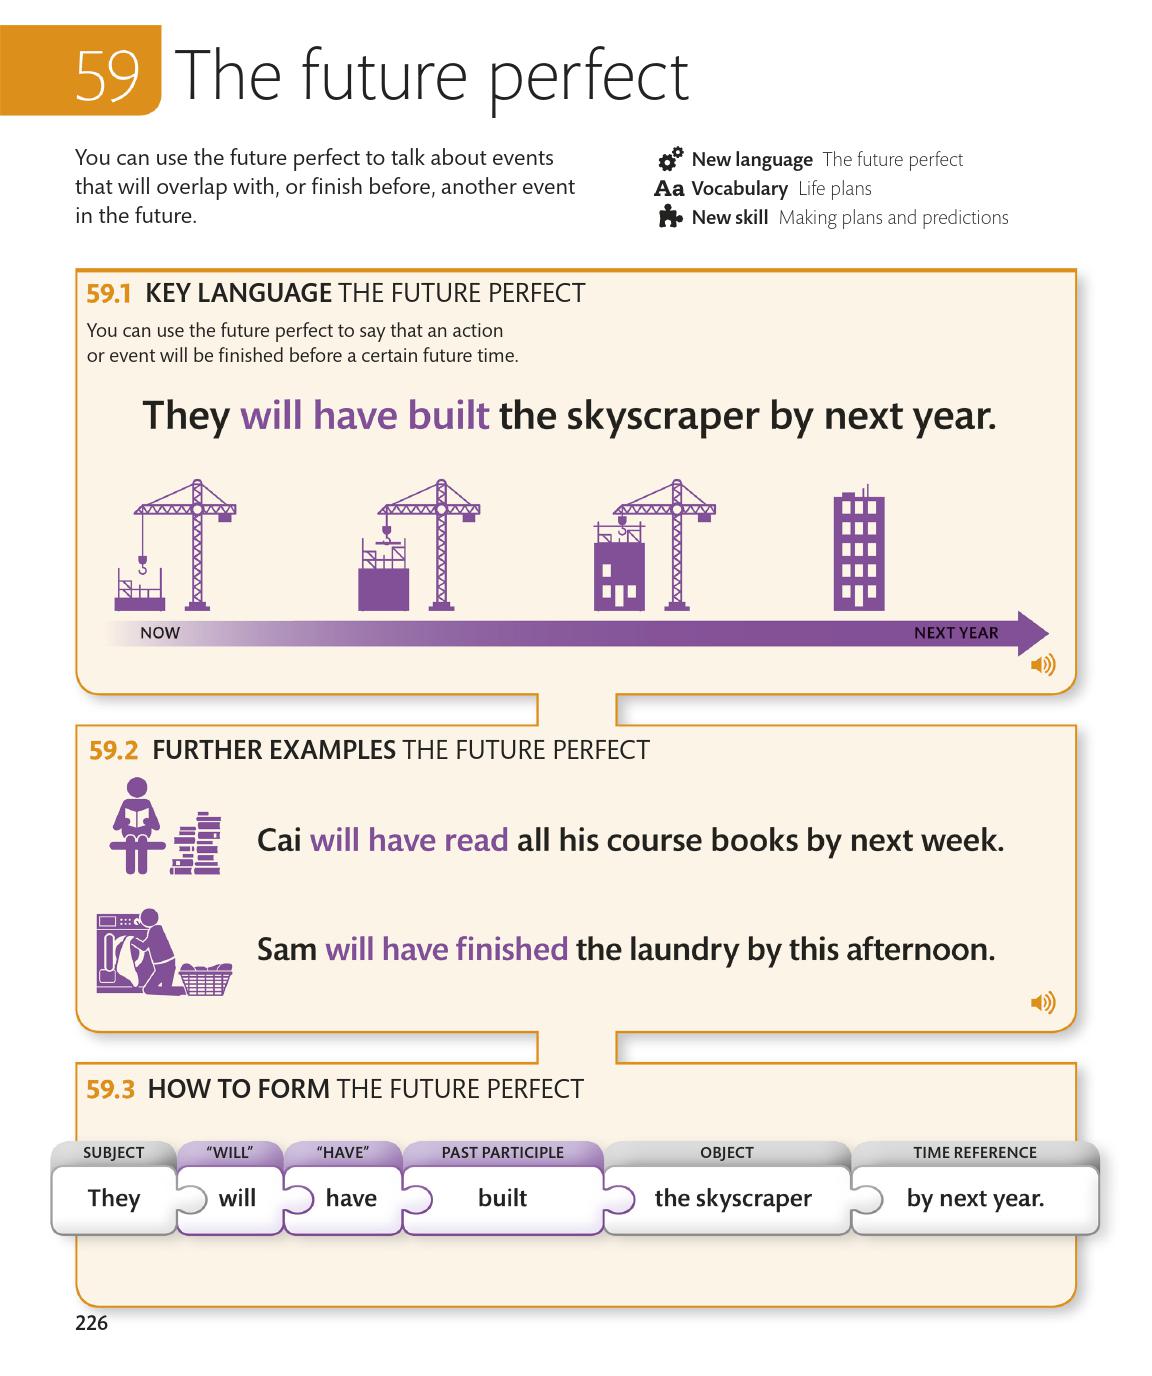 59 The future perfect
You can use the future perfect to talk about events
that will overlap with, or finish before, another event
in the future.
New language The future perfect
Aa Vocabulary Life plans
New skill Making plans and predictions
59.1 KEY LANGUAGE THE FUTURE PERFECT
You can use the future perfect to say that an action
or event will be finished before a certain future time.
They will have built the skyscraper by next year.
NOW NEXT YEAR
59.2 FURTHER EXAMPLES THE FUTURE PERFECT
Cai will have read all his course books by next week.
Sam will have finished the laundry by this afternoon.
59.3 HOW TO FORM THE FUTURE PERFECT
SUBJECT “WILL” “HAVE” PAST PARTICIPLE OBJECT TIME REFERENCE
They will have built the skyscraper by next year.
226